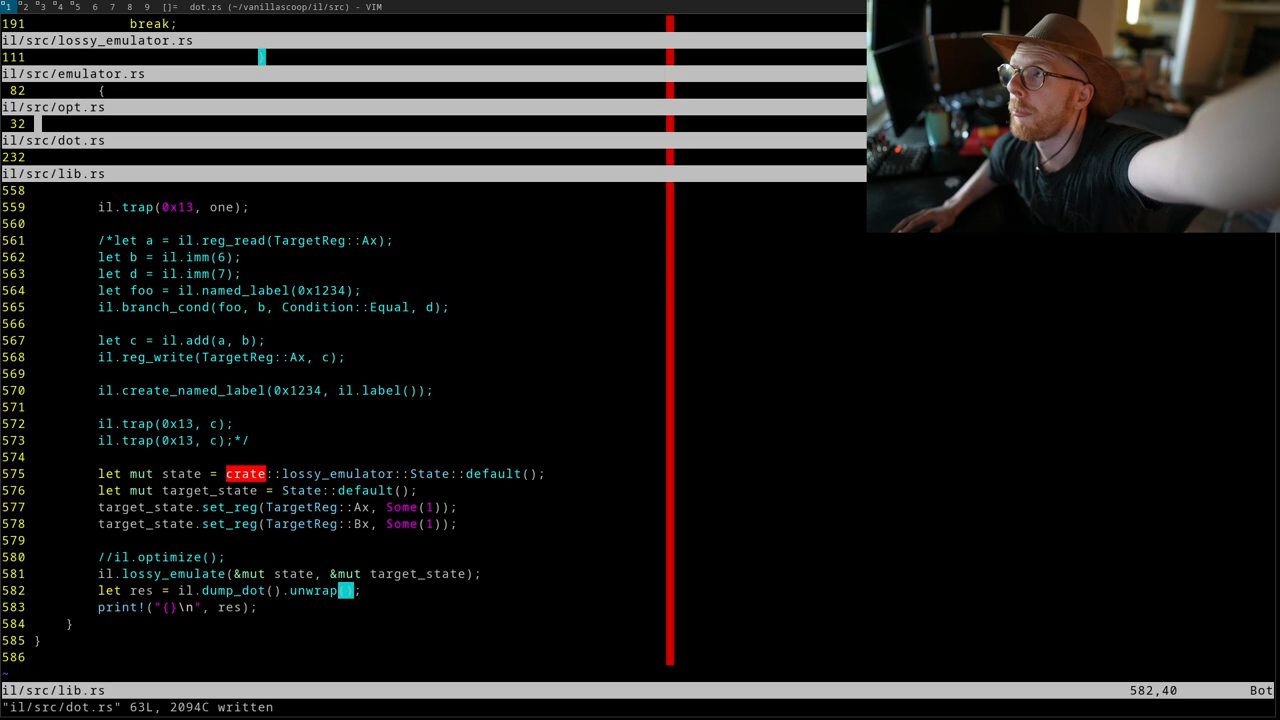 1 2 3 4 5 6 7 8 9 []= dot.rs (~/vanillascoop/il/src) - VIM
191 break;
il/src/lossy_emulator.rs
111 }
il/src/emulator.rs
82 {
il/src/opt.rs
32
il/src/dot.rs
232
il/src/lib.rs
558
559 il.trap(0x13, one);
560
561 /*let a = il.reg_read(TargetReg::Ax);
562 let b = il.imm(6);
563 let d = il.imm(7);
564 let foo = il.named_label(0x1234);
565 il.branch_cond(foo, b, Condition::Equal, d);
566
567 let c = il.add(a, b);
568 il.reg_write(TargetReg::Ax, c);
569
570 il.create_named_label(0x1234, il.label());
571
572 il.trap(0x13, c);
573 il.trap(0x13, c);*/
574
575 let mut state = crate::lossy_emulator::State::default();
576 let mut target_state = State::default();
577 target_state.set_reg(TargetReg::Ax, Some(1));
578 target_state.set_reg(TargetReg::Bx, Some(1));
579
580 //il.optimize();
581 il.lossy_emulate(&mut state, &mut target_state);
582 let res = il.dump_dot().unwrap();
583 print!("{}\n", res);
584 }
585 }
586
~
il/src/lib.rs 582,40 Bot
"il/src/dot.rs" 63L, 2094C written